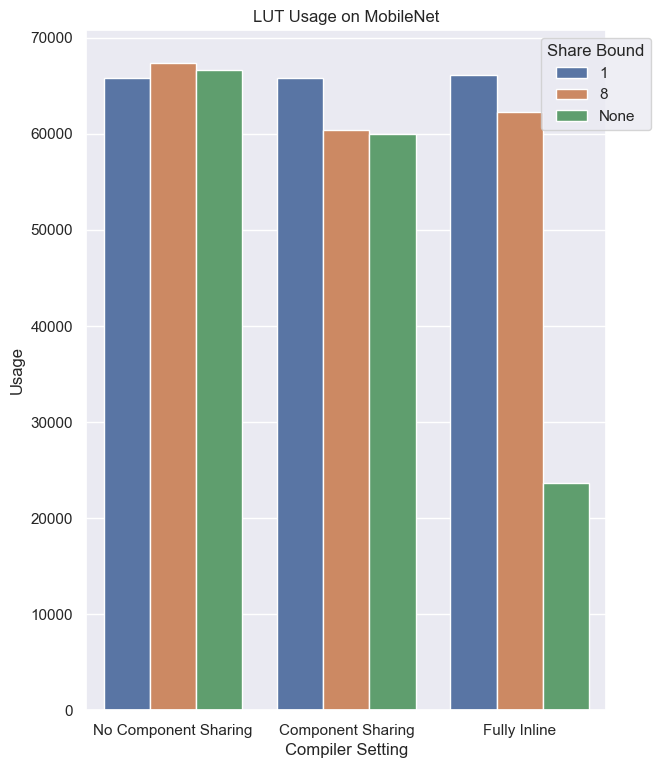 LUT Usage on MobileNet
Share Bound
1
8
None
70000
60000
50000
40000
30000
20000
10000
0
Usage
No Component Sharing
Component Sharing
Fully Inline
Compiler Setting